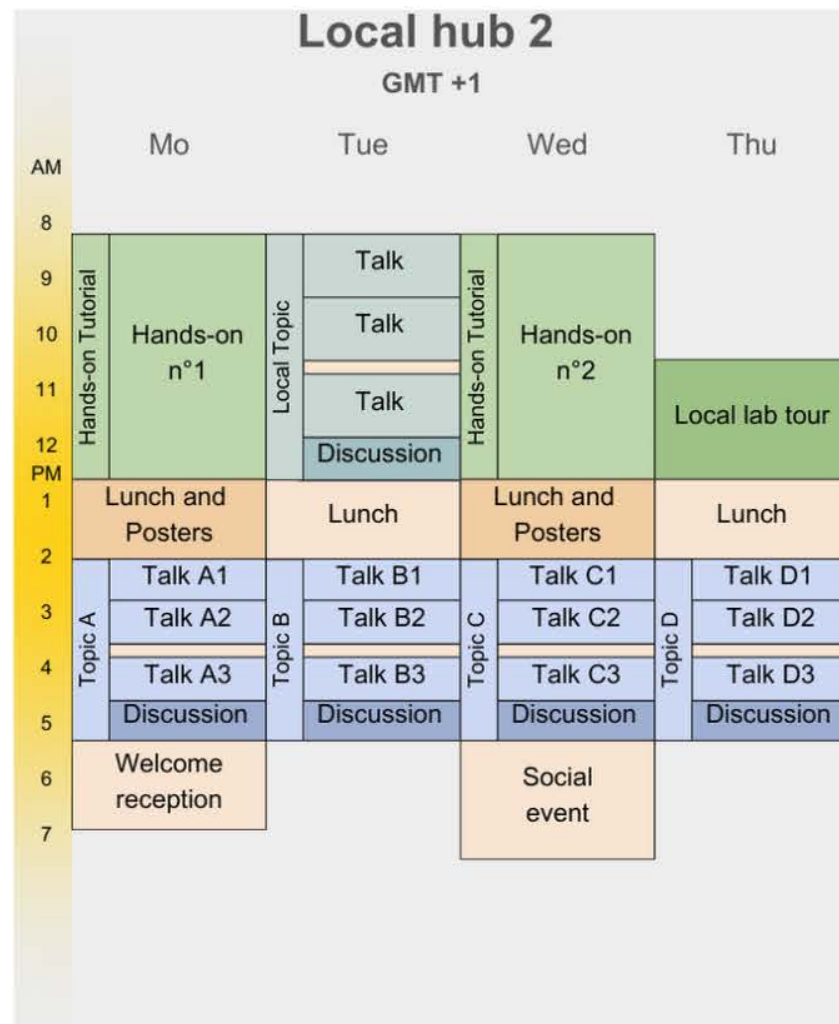 Local hub 2
GMT +1
Mo Tue Wed Thu
AM
8
9
10
11
12
PM
1
2
3
4
5
6
7
Hands-on Tutorial
Hands-on
n°1
Lunch and
Posters
Topic A
Talk A1
Talk A2
Talk A3
Discussion
Welcome
reception
Local Topic
Talk
Talk
Talk
Discussion
Lunch
Topic B
Talk B1
Talk B2
Talk B3
Discussion
Hands-on Tutorial
Hands-on
n°2
Lunch and
Posters
Topic C
Talk C1
Talk C2
Talk C3
Discussion
Social
event
Local lab tour
Lunch
Topic D
Talk D1
Talk D2
Talk D3
Discussion